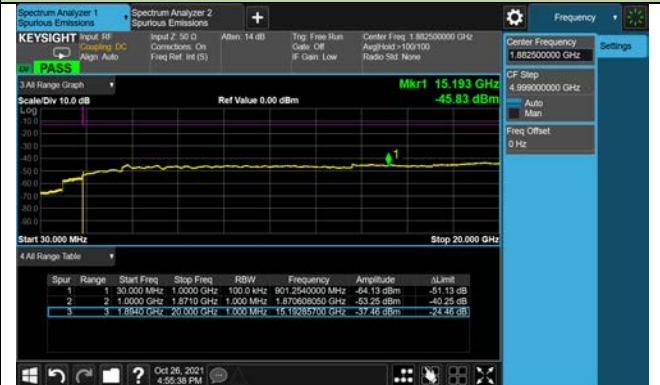 Spectrum Analyzer 1
Spurious Emissions
Spectrum Analyzer 2
Spurious Emissions
+
Frequency
KEYSIGHT
Input: RF
Coupling: DC
Align: Auto
Input Z: 50 Ω
Corrections: On
Freq Ref: Int (S)
Atten: 14 dB
Trig: Free Run
Gate: Off
IF Gain: Low
Center Freq: 1.882500000 GHz
Avg|Hold:>100/100
Radio Std: None
PASS
Center Frequency
1.882500000 GHz
Settings
CF Step
4.999000000 GHz
Auto
Man
Freq Offset
0 Hz
3 All Range Graph
Mkr1 15.193 GHz
Scale/Div 10.0 dB
Ref Value 0.00 dBm
-45.83 dBm
Log
-10.0
-20.0
-30.0
-40.0
-50.0
-60.0
-70.0
-80.0
-90.0
1
Start 30.000 MHz
Stop 20.000 GHz
4 All Range Table
Spur Range Start Freq Stop Freq RBW Frequency Amplitude ΔLimit
1 1 30.000 MHz 1.0000 GHz 100.0 kHz 901.2540000 MHz -64.13 dBm -51.13 dB
2 2 1.0000 GHz 1.8710 GHz 1.000 MHz 1.870608050 GHz -53.25 dBm -40.25 dB
3 3 1.8940 GHz 20.000 GHz 1.000 MHz 15.19285700 GHz -37.46 dBm -24.46 dB
?
Oct 26, 2021
4:55:38 PM